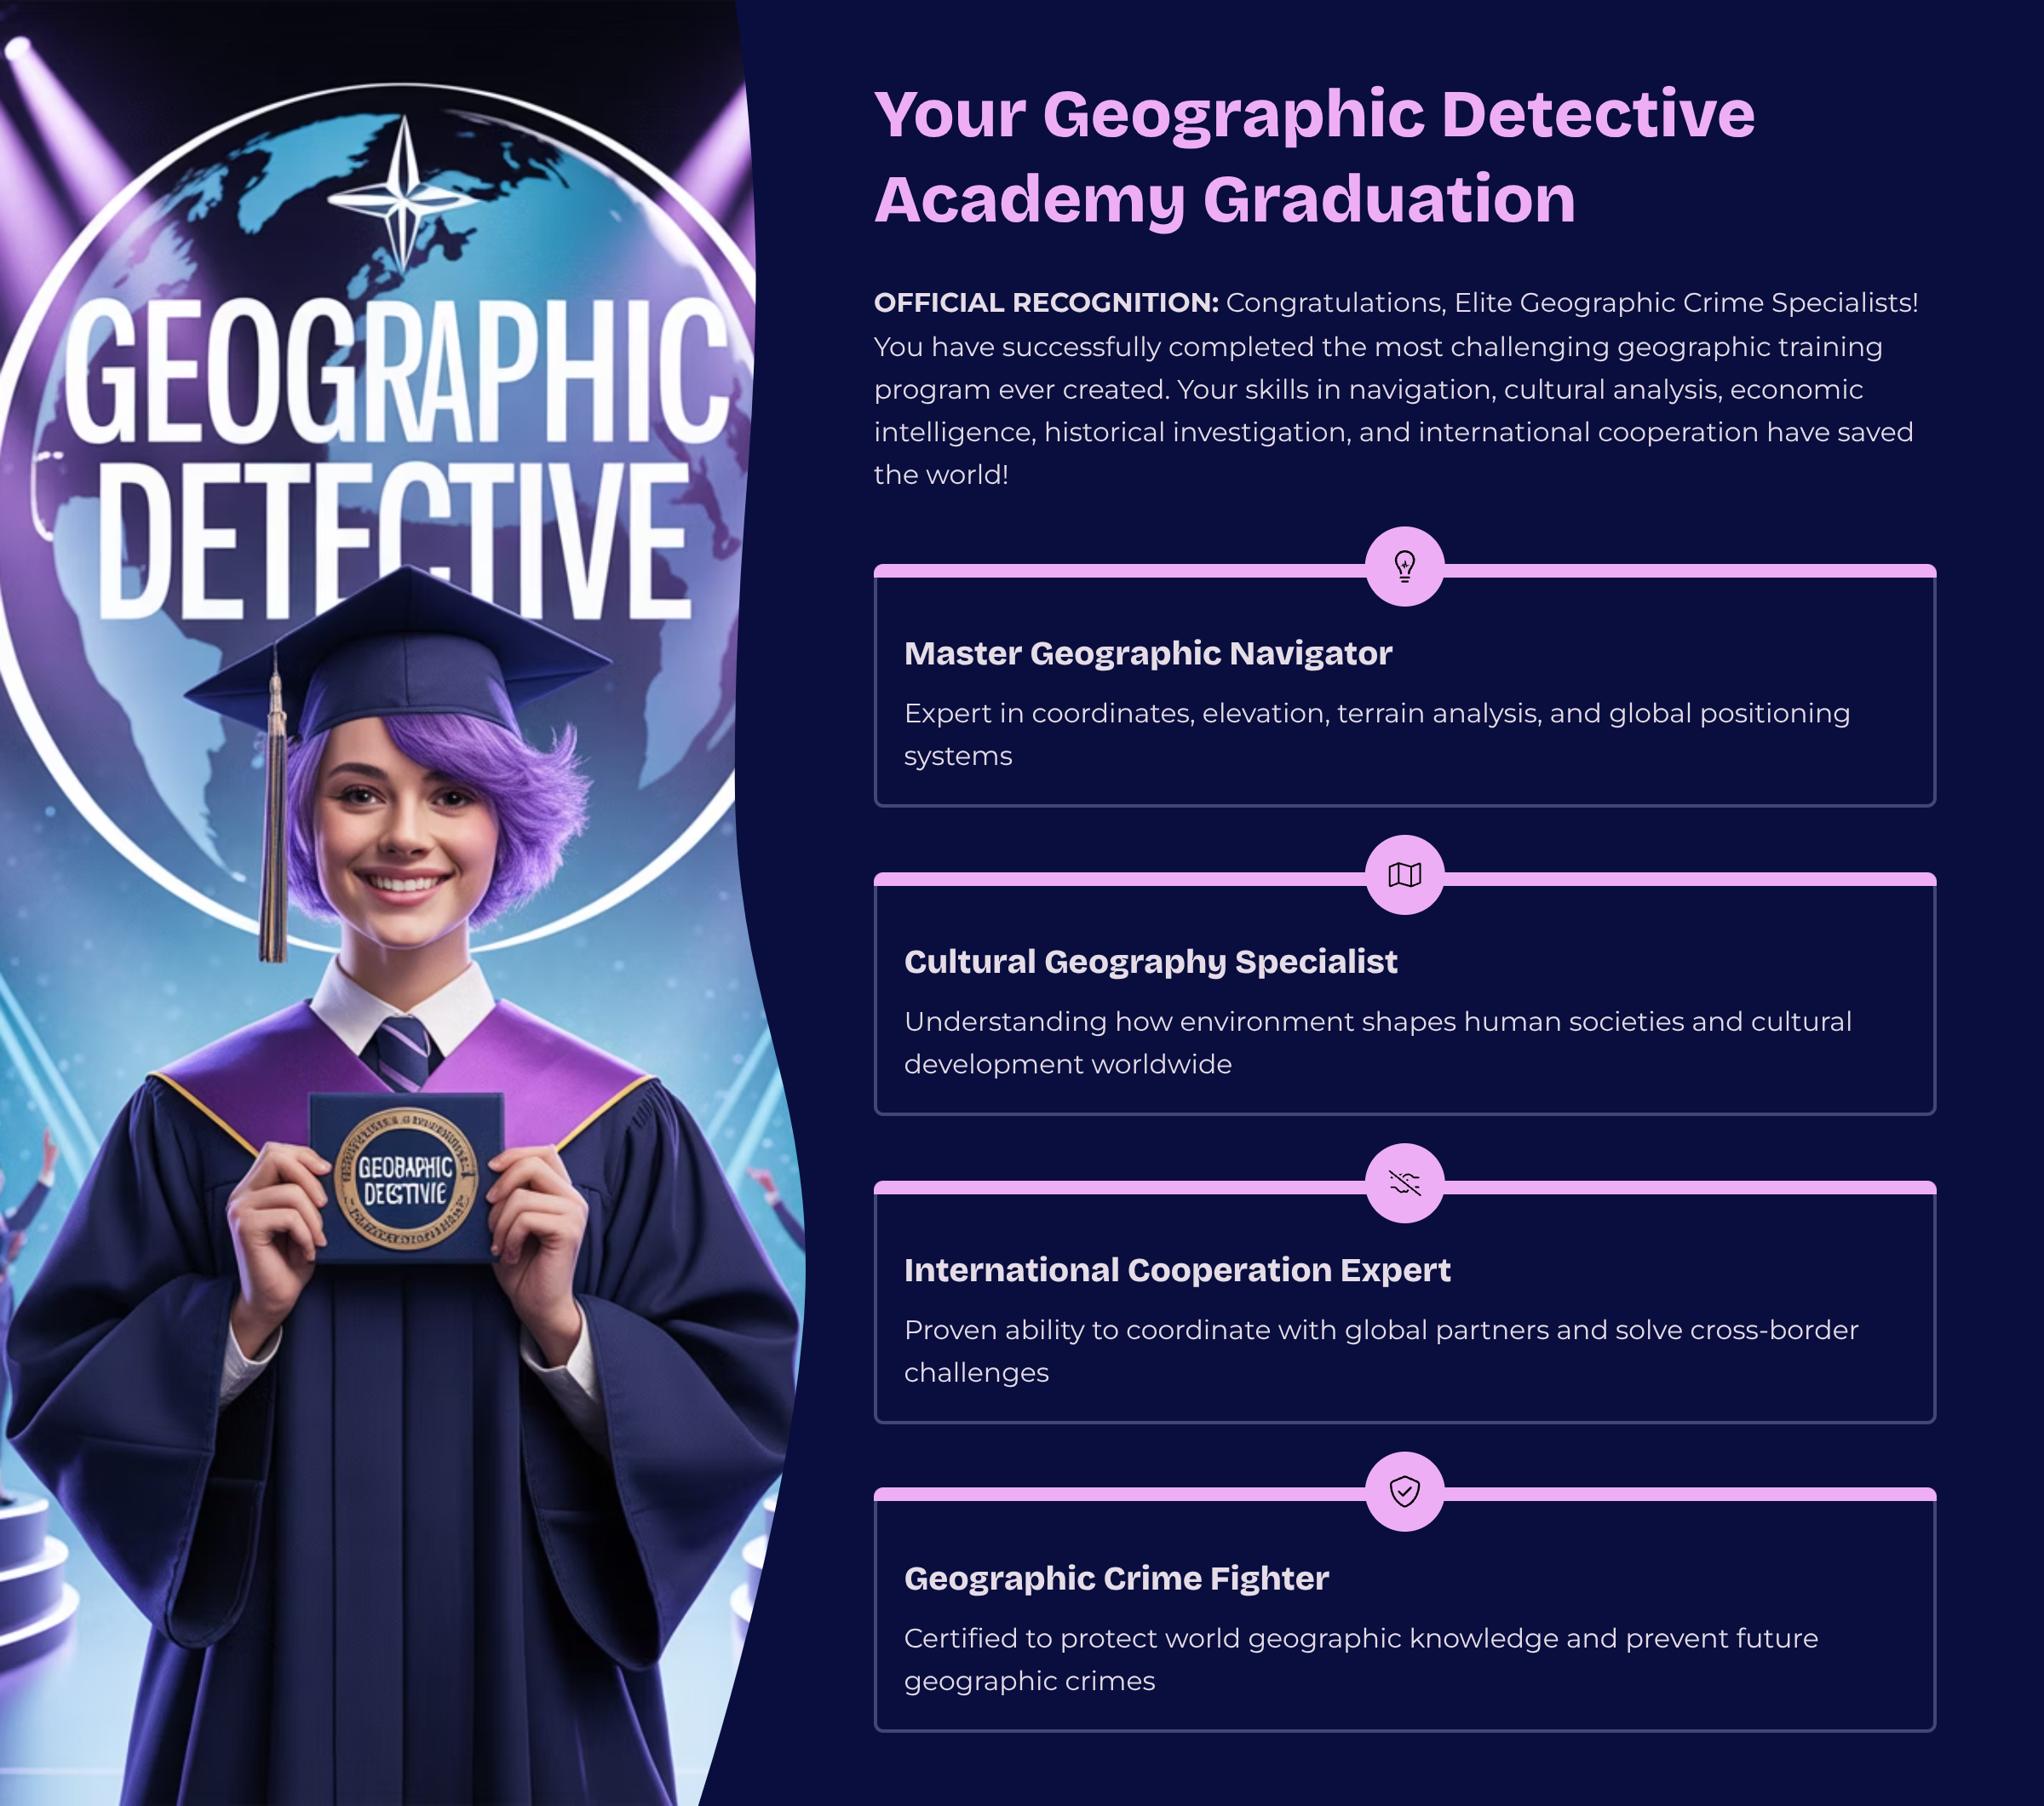 GEOGRAPHIC
DETECTIVE
GEOGRAPHIC
Your Geographic Detective
Academy Graduation
OFFICIAL RECOGNITION: Congratulations, Elite Geographic Crime Specialists!
You have successfully completed the most challenging geographic training
program ever created. Your skills in navigation, cultural analysis, economic
intelligence, historical investigation, and international cooperation have saved
the world!
Master Geographic Navigator
Expert in coordinates, elevation, terrain analysis, and global positioning
systems
Cultural Geography Specialist
Understanding how environment shapes human societies and cultural
development worldwide
International Cooperation Expert
Proven ability to coordinate with global partners and solve cross-border
challenges
Geographic Crime Fighter
Certified to protect world geographic knowledge and prevent future
geographic crimes